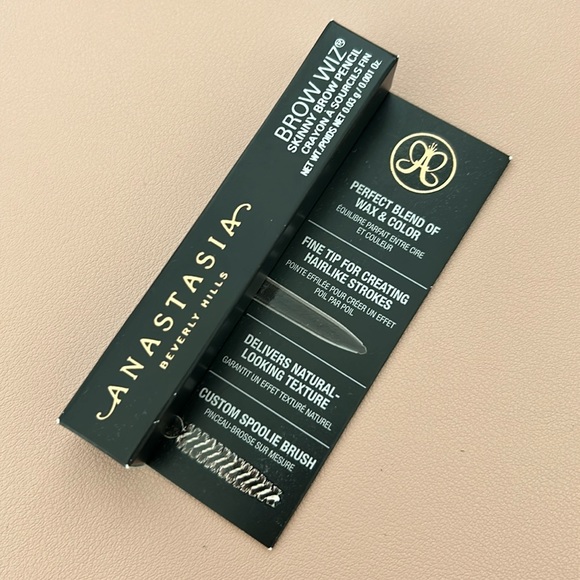 BROW WIZ®
SKINNY BROW PENCIL
CRAYON À SOURCILS FIN
NET WT./POIDS NET 0.03 g / 0.001 Oz.
ANASTASIA
BEVERLY HILLS
PERFECT BLEND OF
WAX & COLOR
ÉQUILIBRE PARFAIT ENTRE CIRE
ET COULEUR
FINE TIP FOR CREATING
HAIRLIKE STROKES
POINTE EFFILÉE POUR CRÉER UN EFFET
POIL PAR POIL
DELIVERS NATURAL-
LOOKING TEXTURE
GARANTIT UN EFFET TEXTURÉ NATUREL
CUSTOM SPOOLIE BRUSH
PINCEAU-BROSSE SUR MESURE